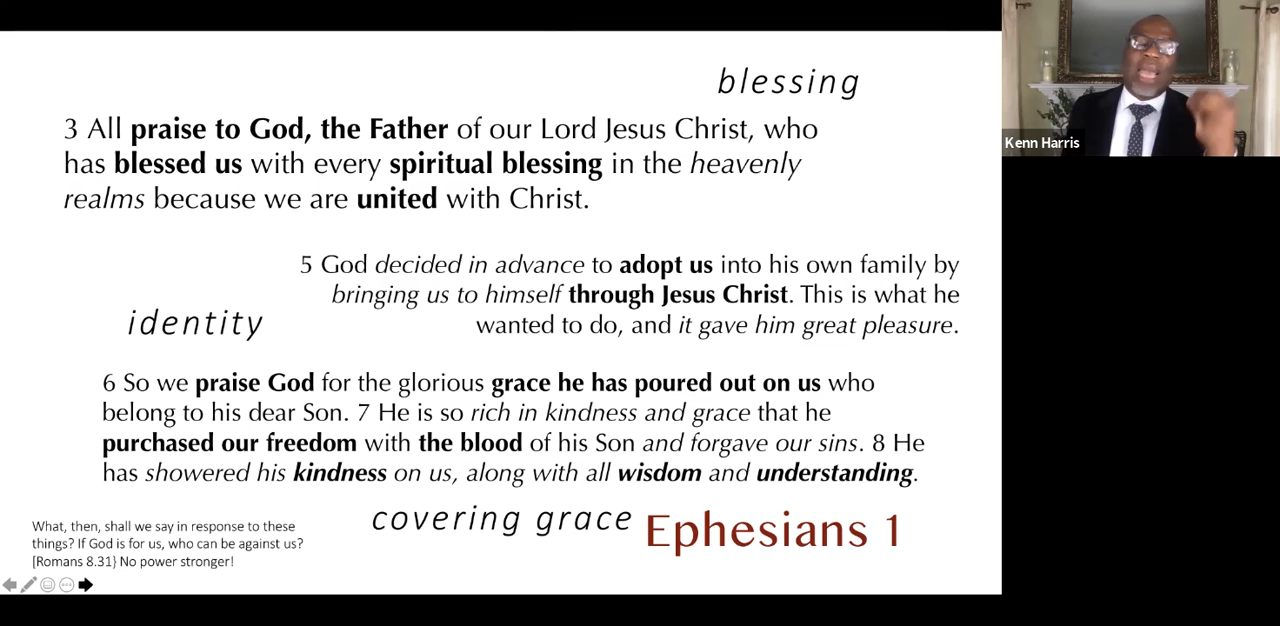 blessing
3 All praise to God, the Father of our Lord Jesus Christ, who
has blessed us with every spiritual blessing in the heavenly
realms because we are united with Christ.
5 God decided in advance to adopt us into his own family by
bringing us to himself through Jesus Christ. This is what he
wanted to do, and it gave him great pleasure.
identity
6 So we praise God for the glorious grace he has poured out on us who
belong to his dear Son. 7 He is so rich in kindness and grace that he
purchased our freedom with the blood of his Son and forgave our sins. 8 He
has showered his kindness on us, along with all wisdom and understanding.
covering grace
Ephesians 1
What, then, shall we say in response to these
things? If God is for us, who can be against us?
[Romans 8.31} No power stronger!
Kenn Harris